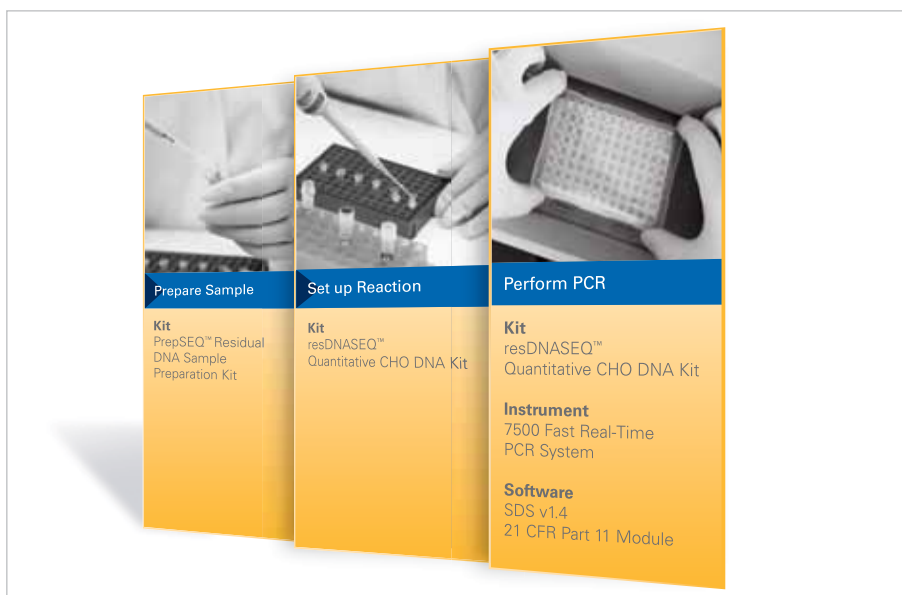 Prepare Sample
Kit
PrepSEQ™ Residual
DNA Sample
Preparation Kit
Set up Reaction
Kit
resDNASEQ™
Quantitative CHO DNA Kit
Perform PCR
Kit
resDNASEQ™
Quantitative CHO DNA Kit
Instrument
7500 Fast Real-Time
PCR System
Software
SDS v1.4
21 CFR Part 11 Module